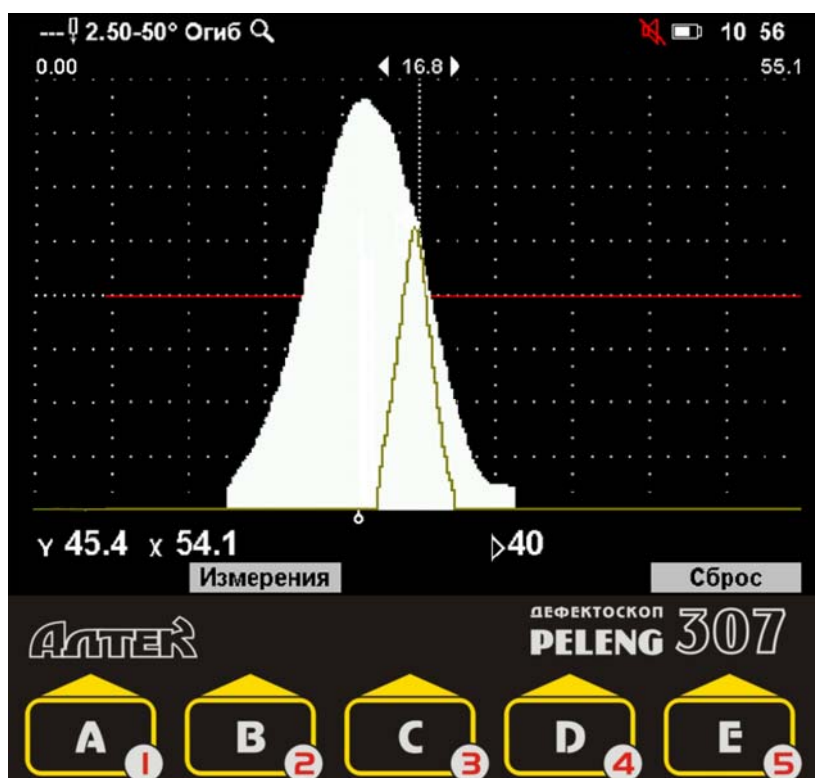 --- 2.50-50° Огиб 10 56
0.00 16.8 55.1
Y 45.4 X 54.1 40
Измерения Сброс
Алтек
ДЕФЕКТОСКОП
PELENG 307
A 1 B 2 C 3 D 4 E 5